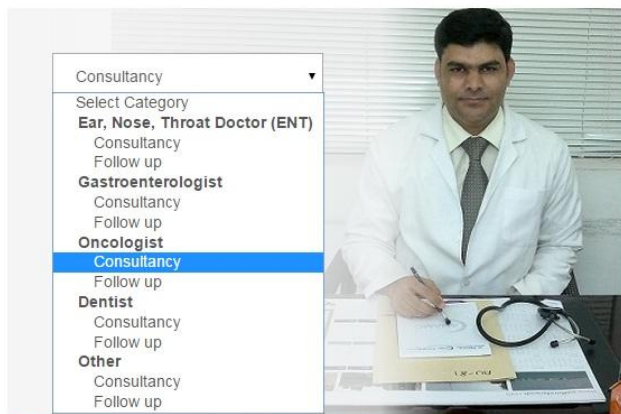 Consultancy
Select Category
Ear, Nose, Throat Doctor (ENT)
Consultancy
Follow up
Gastroenterologist
Consultancy
Follow up
Oncologist
Consultancy
Follow up
Dentist
Consultancy
Follow up
Other
Consultancy
Follow up